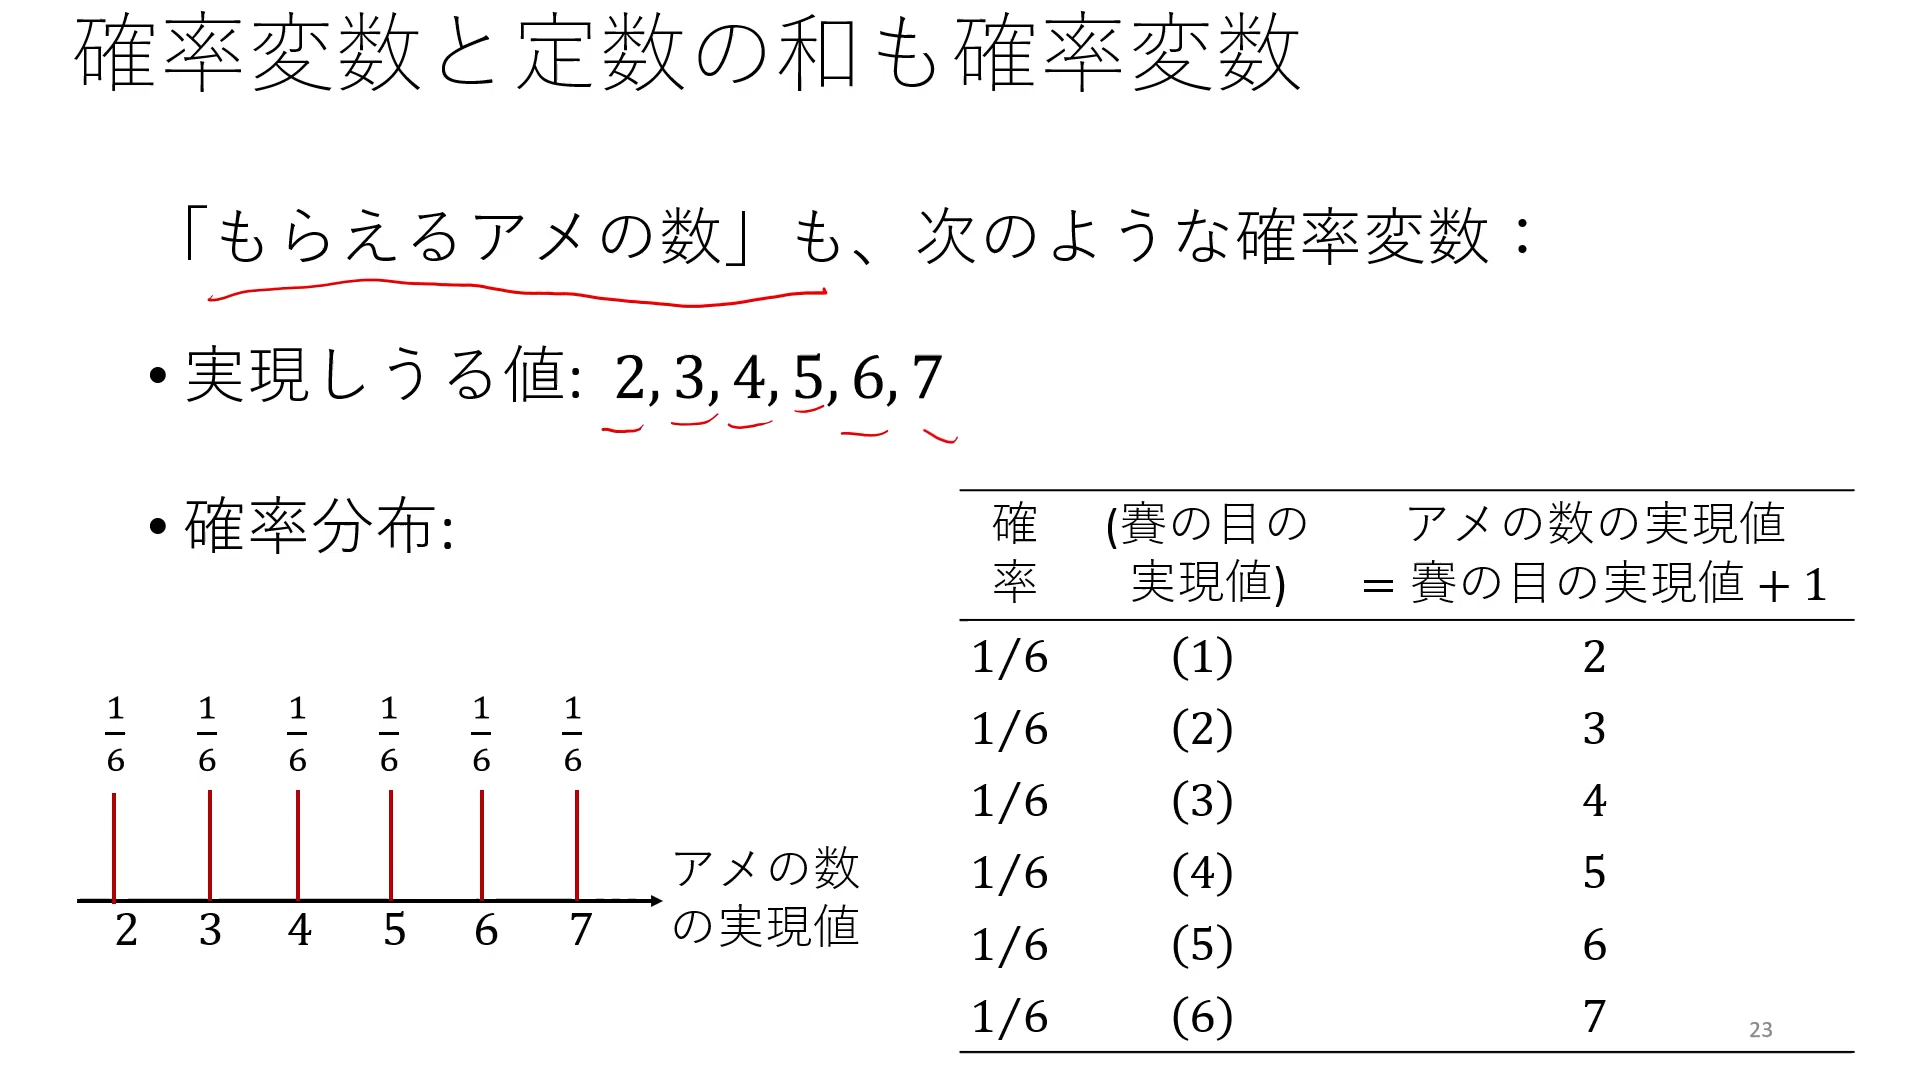 確率変数と定数の和も確率変数
「もらえるアメの数」も、次のような確率変数：
• 実現しうる値: 2, 3, 4, 5, 6, 7
• 確率分布:
1/6 1/6 1/6 1/6 1/6 1/6
2 3 4 5 6 7
アメの数
の実現値
確率 (賽の目の実現値) アメの数の実現値 = 賽の目の実現値 + 1
1/6 (1) 2
1/6 (2) 3
1/6 (3) 4
1/6 (4) 5
1/6 (5) 6
1/6 (6) 7
23